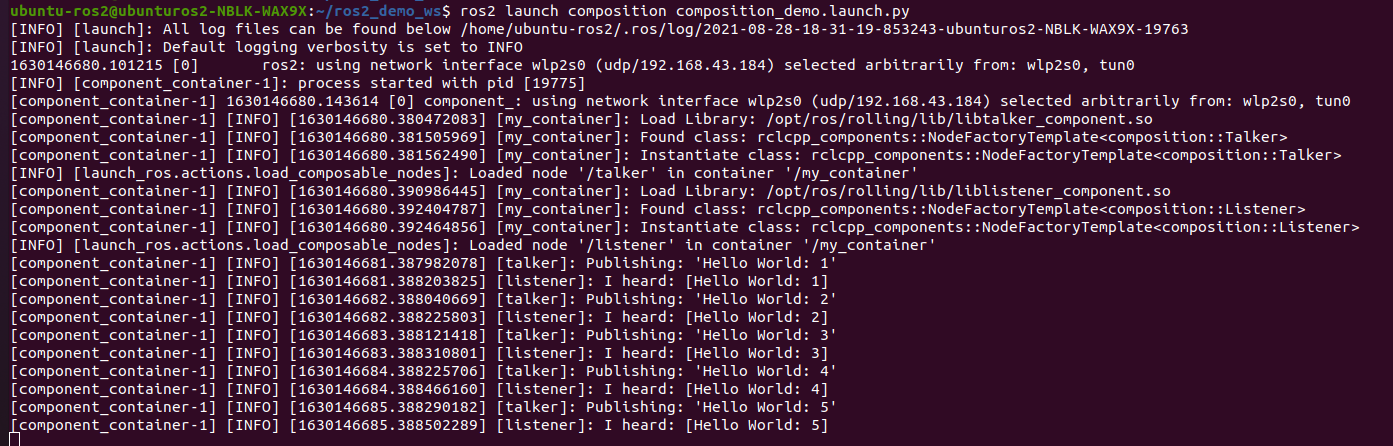 ubuntu-ros2@ubunturos2-NBLK-WAX9X:~/ros2_demo_ws$ ros2 launch composition composition_demo.launch.py
[INFO] [launch]: All log files can be found below /home/ubuntu-ros2/.ros/log/2021-08-28-18-31-19-853243-ubunturos2-NBLK-WAX9X-19763
[INFO] [launch]: Default logging verbosity is set to INFO
1630146680.101215 [0]       ros2: using network interface wlp2s0 (udp/192.168.43.184) selected arbitrarily from: wlp2s0, tun0
[INFO] [component_container-1]: process started with pid [19775]
[component_container-1] 1630146680.143614 [0] component_: using network interface wlp2s0 (udp/192.168.43.184) selected arbitrarily from: wlp2s0, tun0
[component_container-1] [INFO] [1630146680.380472083] [my_container]: Load Library: /opt/ros/rolling/lib/libtalker_component.so
[component_container-1] [INFO] [1630146680.381505969] [my_container]: Found class: rclcpp_components::NodeFactoryTemplate<composition::Talker>
[component_container-1] [INFO] [1630146680.381562490] [my_container]: Instantiate class: rclcpp_components::NodeFactoryTemplate<composition::Talker>
[INFO] [launch_ros.actions.load_composable_nodes]: Loaded node '/talker' in container '/my_container'
[component_container-1] [INFO] [1630146680.390986445] [my_container]: Load Library: /opt/ros/rolling/lib/liblistener_component.so
[component_container-1] [INFO] [1630146680.392404787] [my_container]: Found class: rclcpp_components::NodeFactoryTemplate<composition::Listener>
[component_container-1] [INFO] [1630146680.392464856] [my_container]: Instantiate class: rclcpp_components::NodeFactoryTemplate<composition::Listener>
[INFO] [launch_ros.actions.load_composable_nodes]: Loaded node '/listener' in container '/my_container'
[component_container-1] [INFO] [1630146681.387982078] [talker]: Publishing: 'Hello World: 1'
[component_container-1] [INFO] [1630146681.388203825] [listener]: I heard: [Hello World: 1]
[component_container-1] [INFO] [1630146682.388040669] [talker]: Publishing: 'Hello World: 2'
[component_container-1] [INFO] [1630146682.388225803] [listener]: I heard: [Hello World: 2]
[component_container-1] [INFO] [1630146683.388121418] [talker]: Publishing: 'Hello World: 3'
[component_container-1] [INFO] [1630146683.388310801] [listener]: I heard: [Hello World: 3]
[component_container-1] [INFO] [1630146684.388225706] [talker]: Publishing: 'Hello World: 4'
[component_container-1] [INFO] [1630146684.388466160] [listener]: I heard: [Hello World: 4]
[component_container-1] [INFO] [1630146685.388290182] [talker]: Publishing: 'Hello World: 5'
[component_container-1] [INFO] [1630146685.388502289] [listener]: I heard: [Hello World: 5]